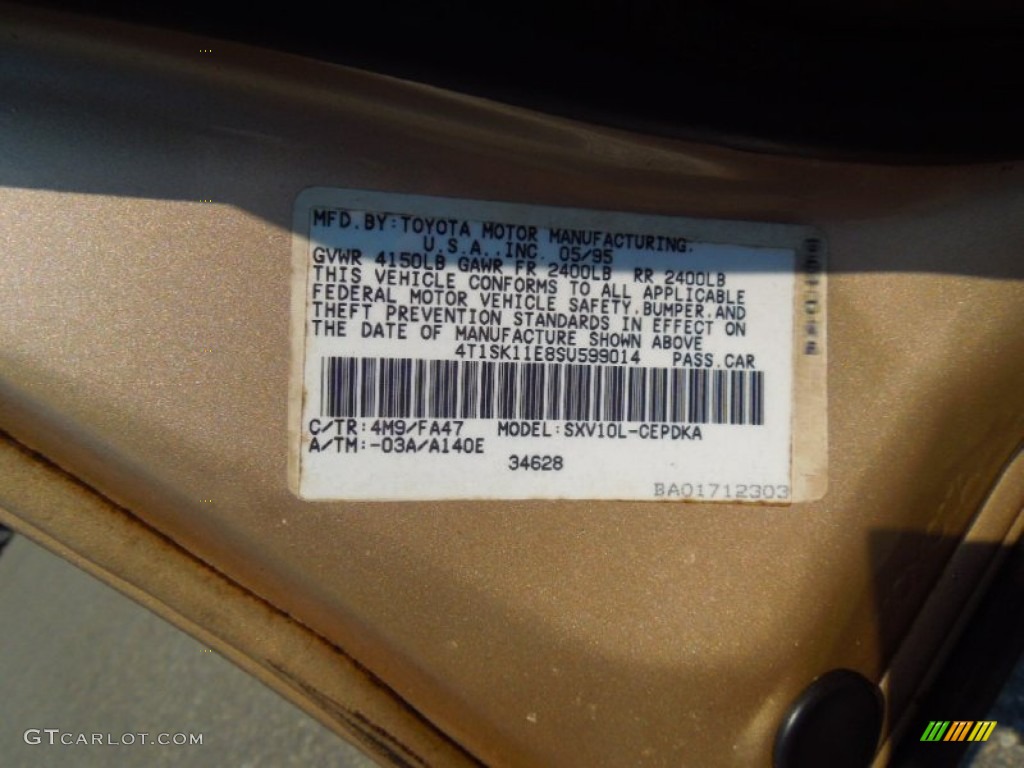 MFD.BY:TOYOTA MOTOR MANUFACTURING.
U.S.A.,INC. 05/95
GVWR 4150LB GAWR FR 2400LB RR 2400LB
THIS VEHICLE CONFORMS TO ALL APPLICABLE
FEDERAL MOTOR VEHICLE SAFETY,BUMPER,AND
THEFT PREVENTION STANDARDS IN EFFECT ON
THE DATE OF MANUFACTURE SHOWN ABOVE
4T1SK11E8SU599014 PASS.CAR
C/TR:4M9/FA47 MODEL:SXV10L-CEPDKA
A/TM:-03A/A140E
34628
BA01712303
GTCARLOT.COM